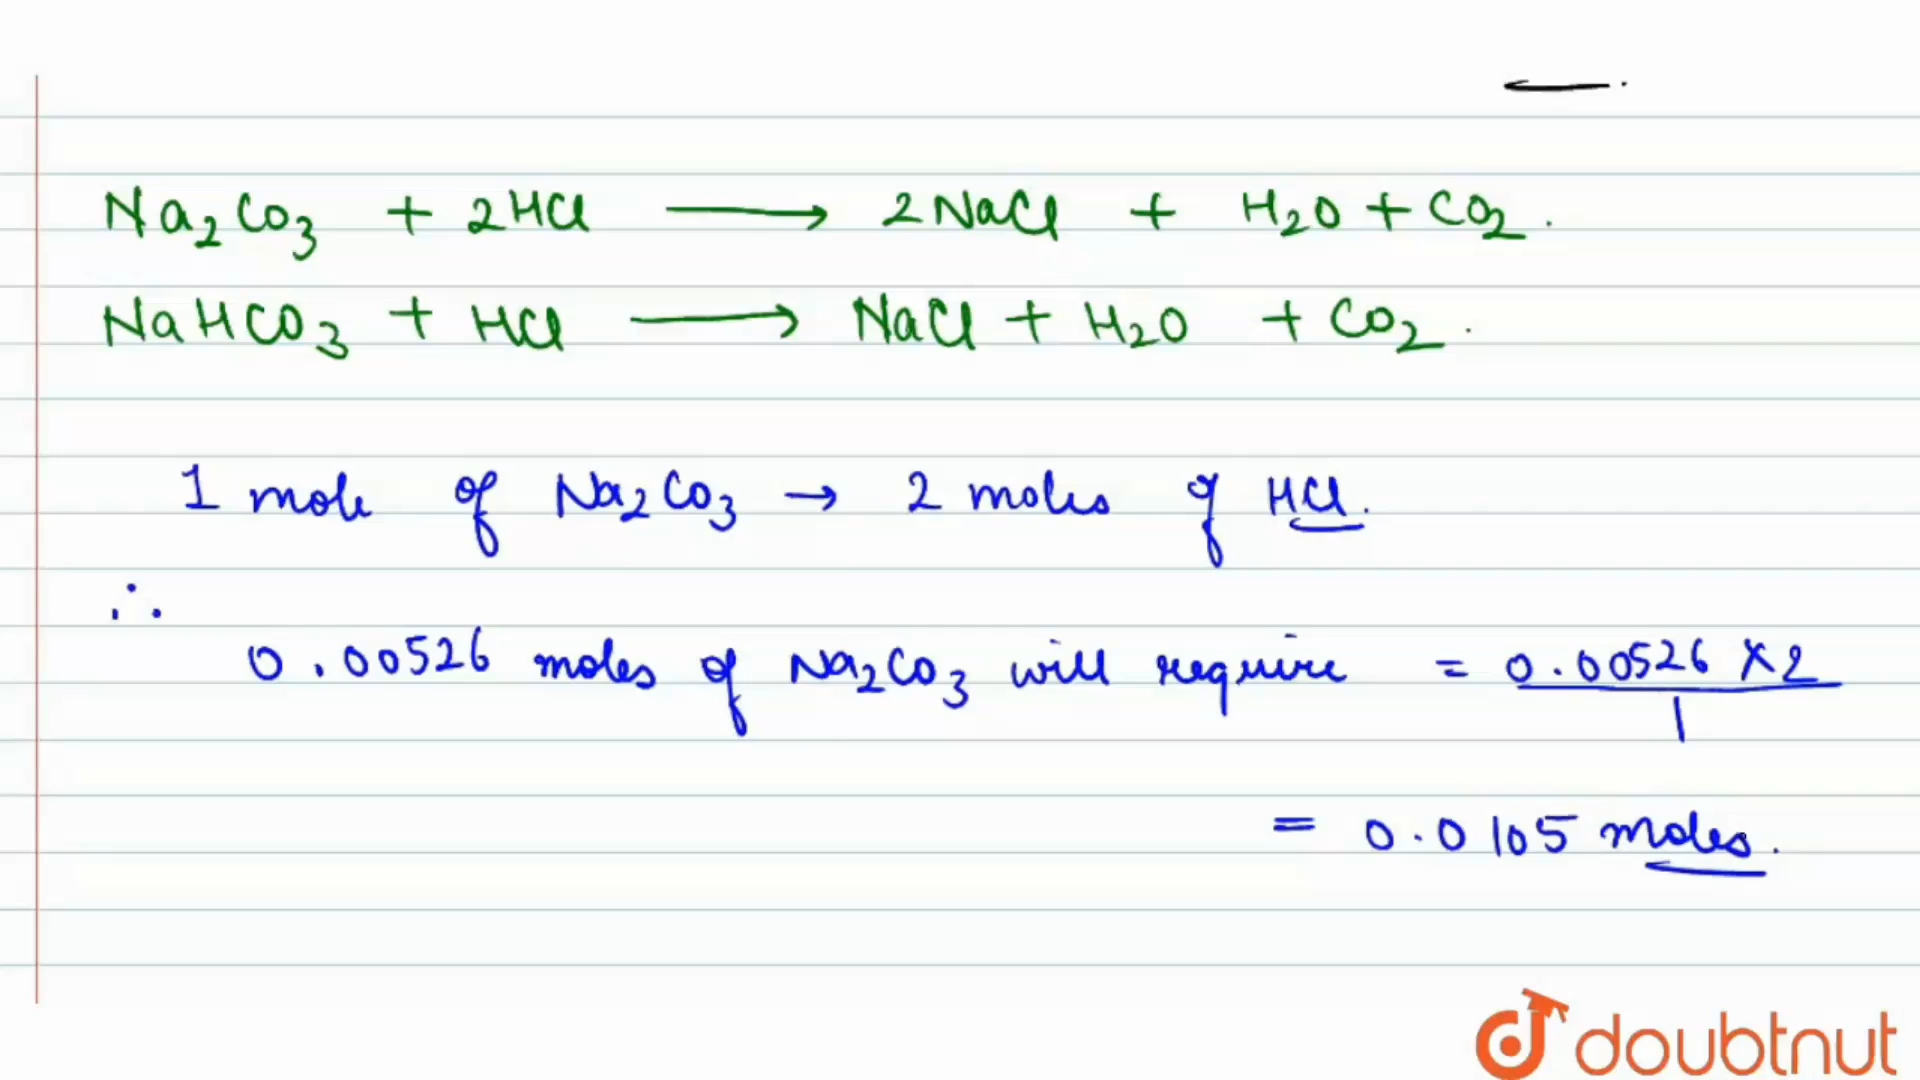 Na2CO3 + 2HCl → 2NaCl + H2O + CO2.
NaHCO3 + HCl → NaCl + H2O + CO2.
1 mole of Na2CO3 → 2 moles of HCl.
∴
0.00526 moles of Na2CO3 will require = 0.00526 × 2
1
= 0.0105 moles.
doubtnut